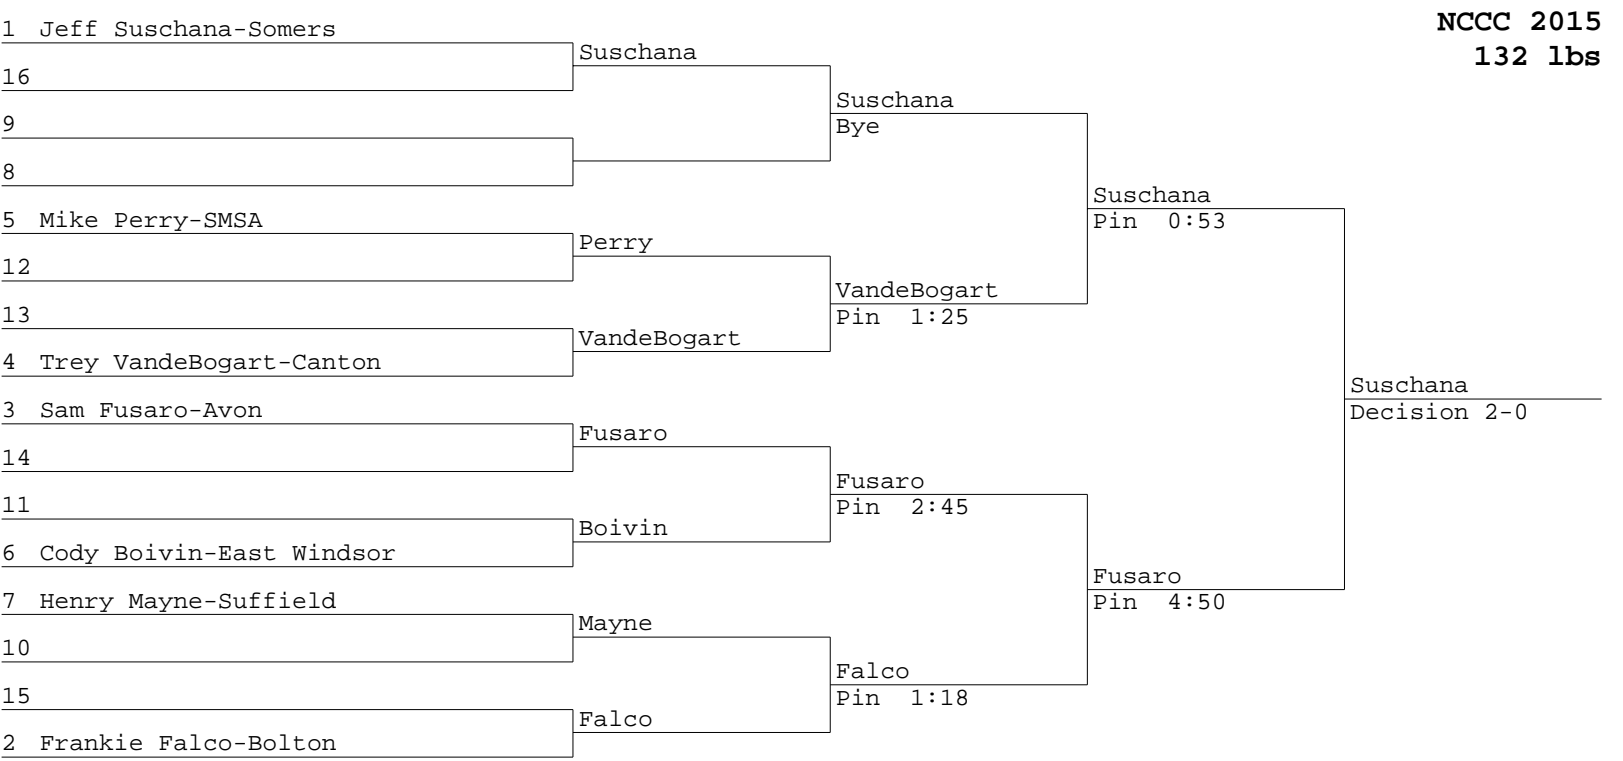 NCCC 2015
132 lbs
1 Jeff Suschana-Somers
16
9
8
5 Mike Perry-SMSA
12
13
4 Trey VandeBogart-Canton
3 Sam Fusaro-Avon
14
11
6 Cody Boivin-East Windsor
7 Henry Mayne-Suffield
10
15
2 Frankie Falco-Bolton
Suschana
Perry
VandeBogart
Fusaro
Boivin
Mayne
Falco
Suschana
Bye
VandeBogart
Pin 1:25
Fusaro
Pin 2:45
Falco
Pin 1:18
Suschana
Pin 0:53
Fusaro
Pin 4:50
Suschana
Decision 2-0